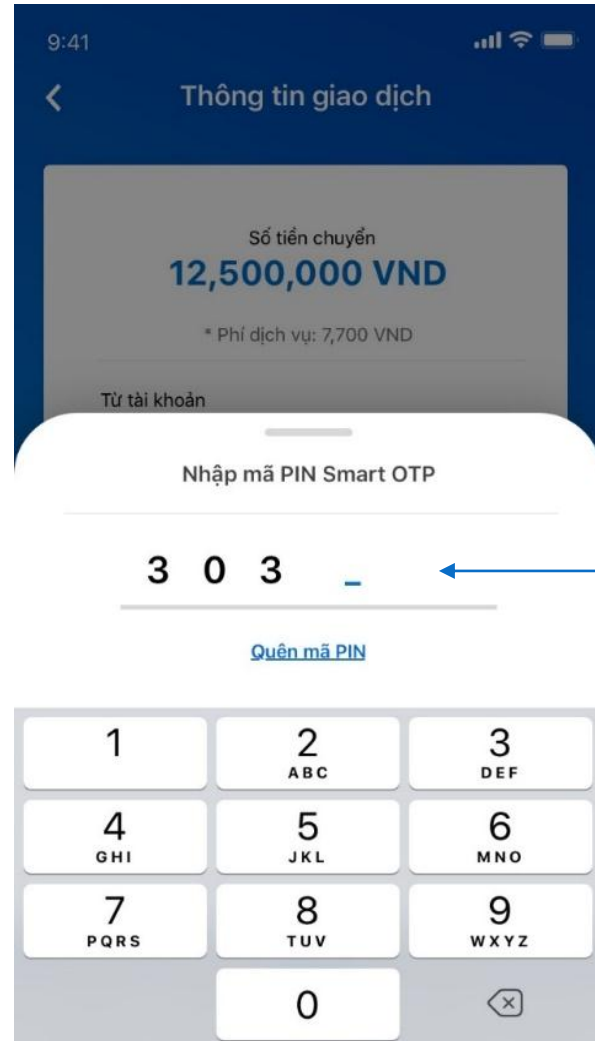 9:41
Thông tin giao dịch
Số tiền chuyển
12,500,000 VND
* Phí dịch vụ: 7,700 VND
Từ tài khoản
Nhập mã PIN Smart OTP
3 0 3 _
Quên mã PIN
1 2 3
ABC DEF
4 5 6
GHI JKL MNO
7 8 9
PQRS TUV WXYZ
0